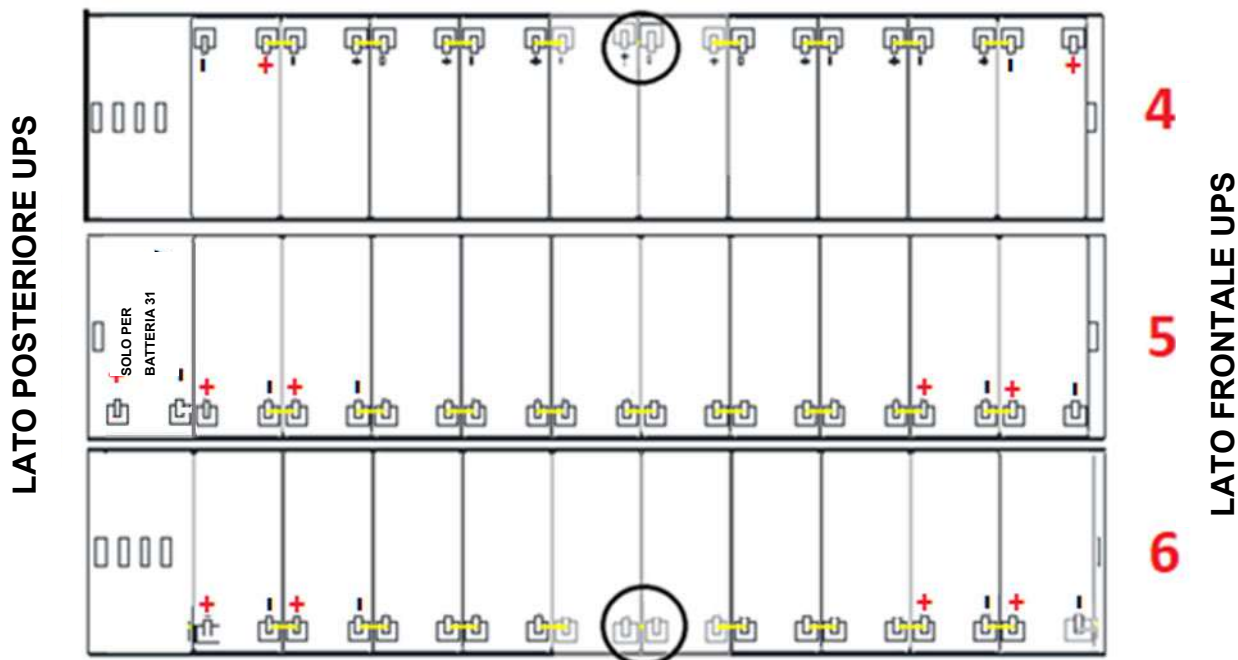 LATO POSTERIORE UPS
- + - + - + - + - + - + - + - + - + - +
4
SOLO PER
BATTERIA 31
+ - + - + - + - + -
5
+ - + - + - + -
6
LATO FRONTALE UPS